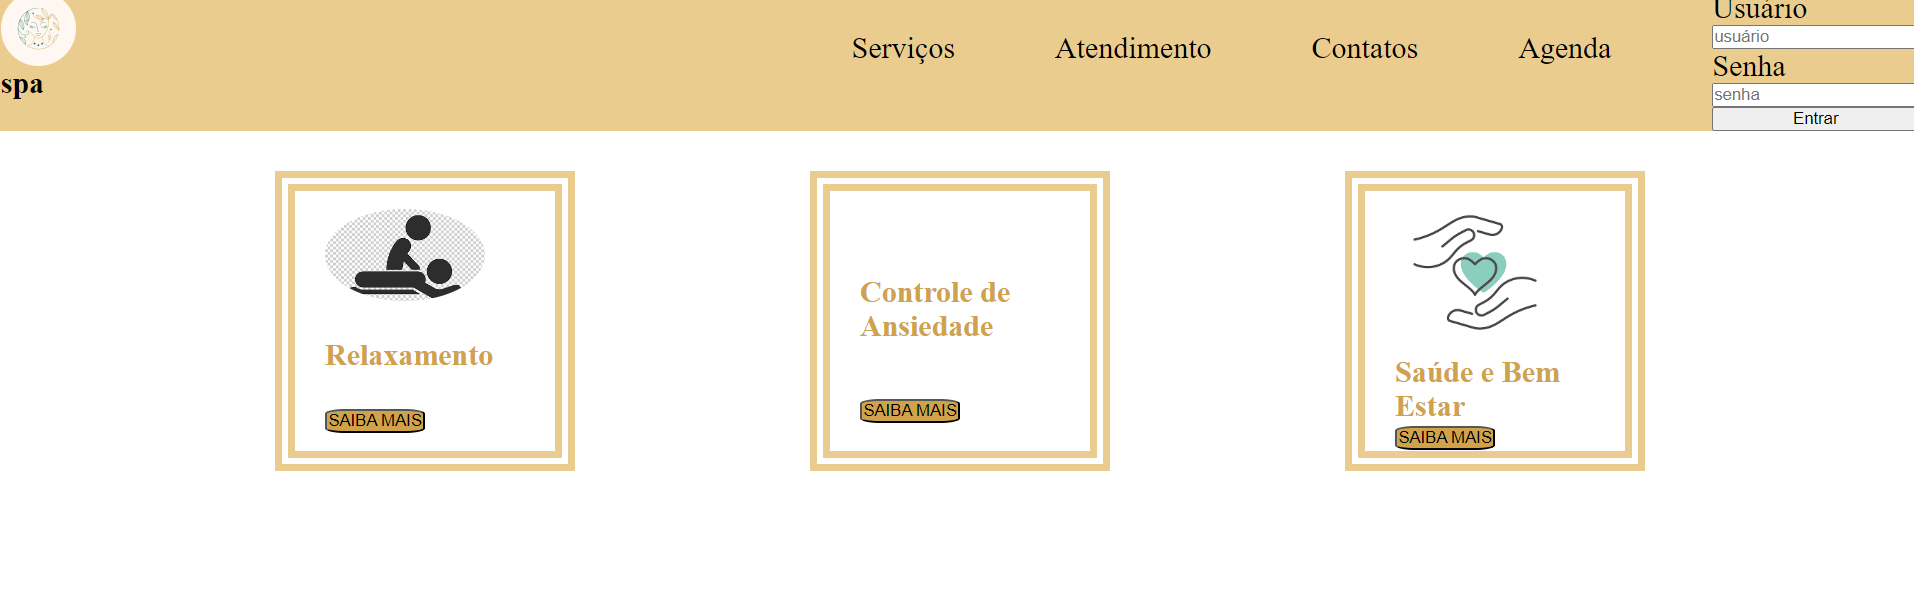 spa
Serviços
Atendimento
Contatos
Agenda
Usuário
usuário
Senha
senha
Entrar
Relaxamento
SAIBA MAIS
Controle de
Ansiedade
SAIBA MAIS
Saúde e Bem
Estar
SAIBA MAIS